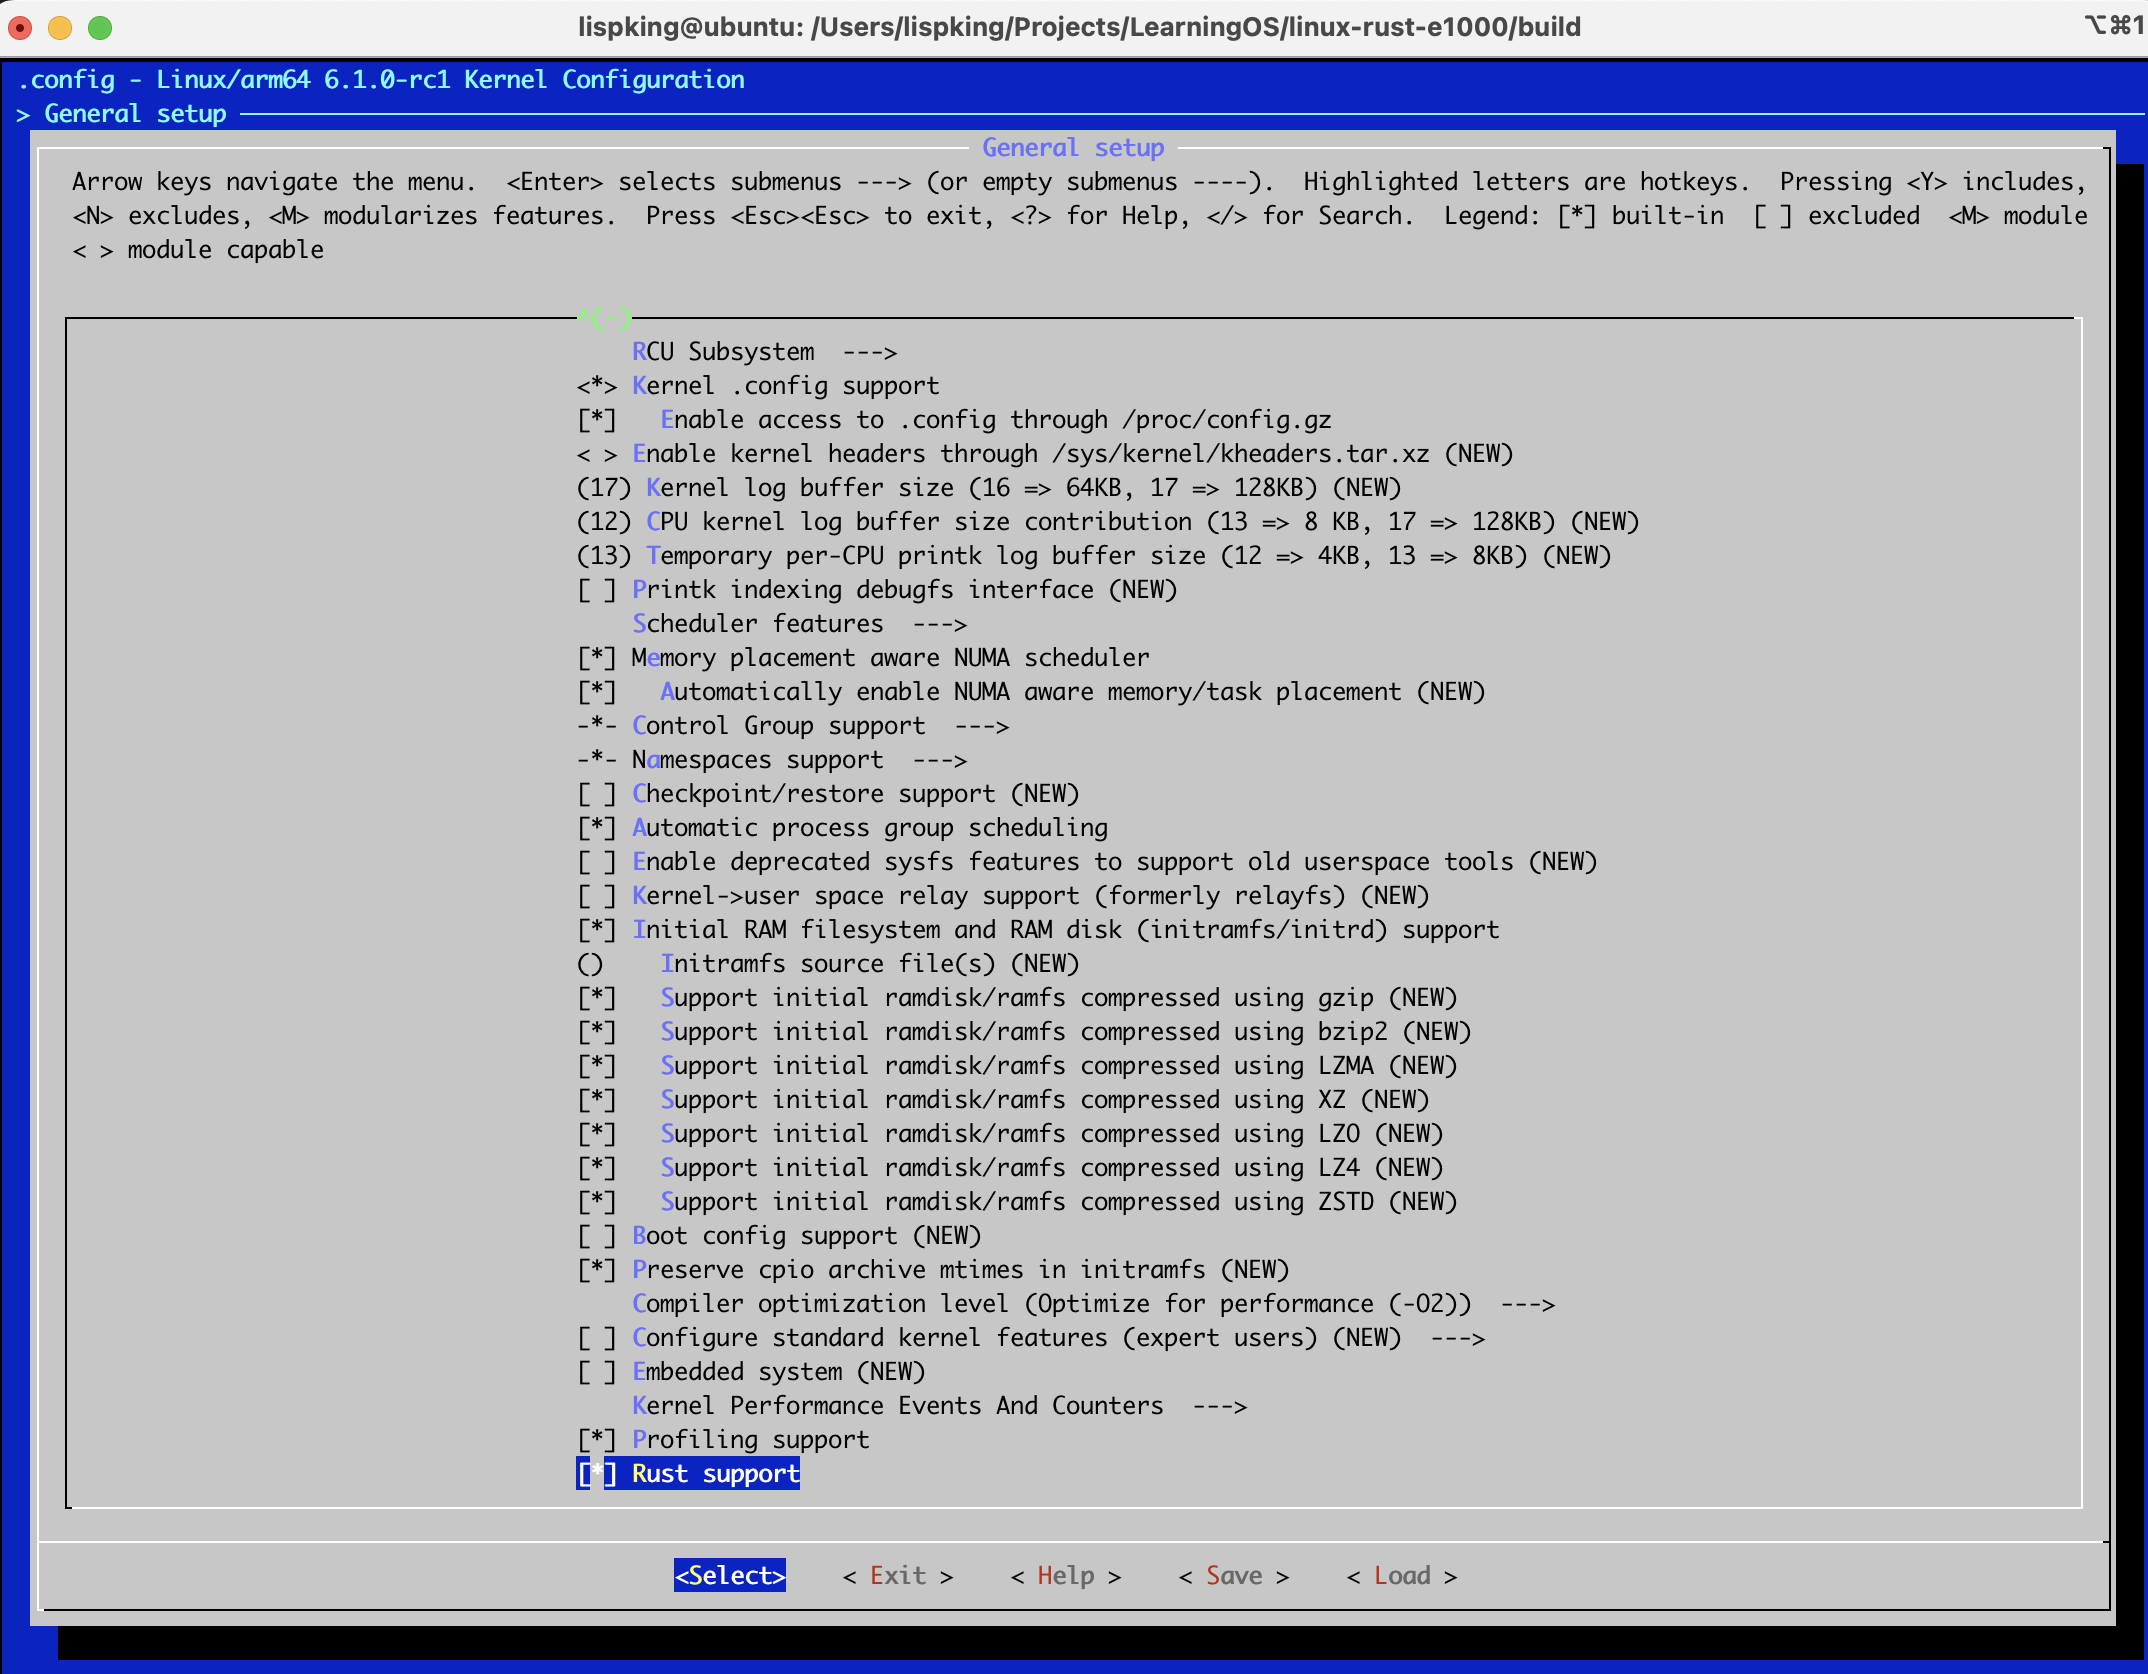 lispking@ubuntu: /Users/lispking/Projects/LearningOS/linux-rust-e1000/build ⌥⌘1
.config - Linux/arm64 6.1.0-rc1 Kernel Configuration
> General setup
General setup
Arrow keys navigate the menu.  <Enter> selects submenus ---> (or empty submenus ----).  Highlighted letters are hotkeys.  Pressing <Y> includes,
<N> excludes, <M> modularizes features.  Press <Esc><Esc> to exit, <?> for Help, </> for Search.  Legend: [*] built-in  [ ] excluded  <M> module
< > module capable
^(-)
RCU Subsystem  --->
<*> Kernel .config support
[*]   Enable access to .config through /proc/config.gz
< > Enable kernel headers through /sys/kernel/kheaders.tar.xz (NEW)
(17) Kernel log buffer size (16 => 64KB, 17 => 128KB) (NEW)
(12) CPU kernel log buffer size contribution (13 => 8 KB, 17 => 128KB) (NEW)
(13) Temporary per-CPU printk log buffer size (12 => 4KB, 13 => 8KB) (NEW)
[ ] Printk indexing debugfs interface (NEW)
Scheduler features  --->
[*] Memory placement aware NUMA scheduler
[*]   Automatically enable NUMA aware memory/task placement (NEW)
-*- Control Group support  --->
-*- Namespaces support  --->
[ ] Checkpoint/restore support (NEW)
[*] Automatic process group scheduling
[ ] Enable deprecated sysfs features to support old userspace tools (NEW)
[ ] Kernel->user space relay support (formerly relayfs) (NEW)
[*] Initial RAM filesystem and RAM disk (initramfs/initrd) support
()    Initramfs source file(s) (NEW)
[*]   Support initial ramdisk/ramfs compressed using gzip (NEW)
[*]   Support initial ramdisk/ramfs compressed using bzip2 (NEW)
[*]   Support initial ramdisk/ramfs compressed using LZMA (NEW)
[*]   Support initial ramdisk/ramfs compressed using XZ (NEW)
[*]   Support initial ramdisk/ramfs compressed using LZO (NEW)
[*]   Support initial ramdisk/ramfs compressed using LZ4 (NEW)
[*]   Support initial ramdisk/ramfs compressed using ZSTD (NEW)
[ ] Boot config support (NEW)
[*] Preserve cpio archive mtimes in initramfs (NEW)
Compiler optimization level (Optimize for performance (-O2))  --->
[ ] Configure standard kernel features (expert users) (NEW)  --->
[ ] Embedded system (NEW)
Kernel Performance Events And Counters  --->
[*] Profiling support
[*] Rust support
<Select>    < Exit >    < Help >    < Save >    < Load >